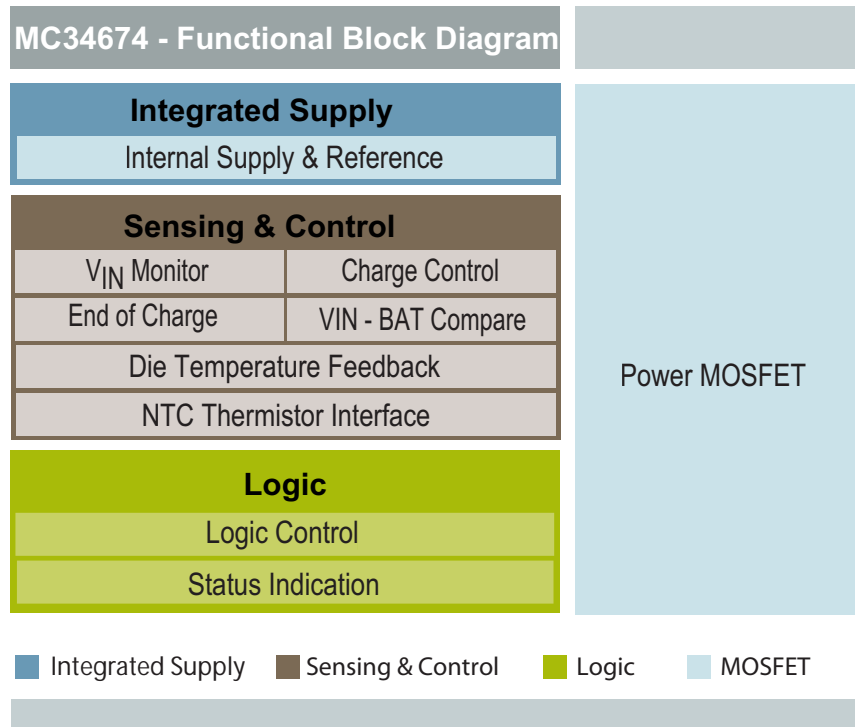 MC34674 - Functional Block Diagram
Integrated Supply
Internal Supply & Reference
Sensing & Control
VIN Monitor
Charge Control
End of Charge
VIN - BAT Compare
Die Temperature Feedback
NTC Thermistor Interface
Power MOSFET
Logic
Logic Control
Status Indication
Integrated Supply
Sensing & Control
Logic
MOSFET